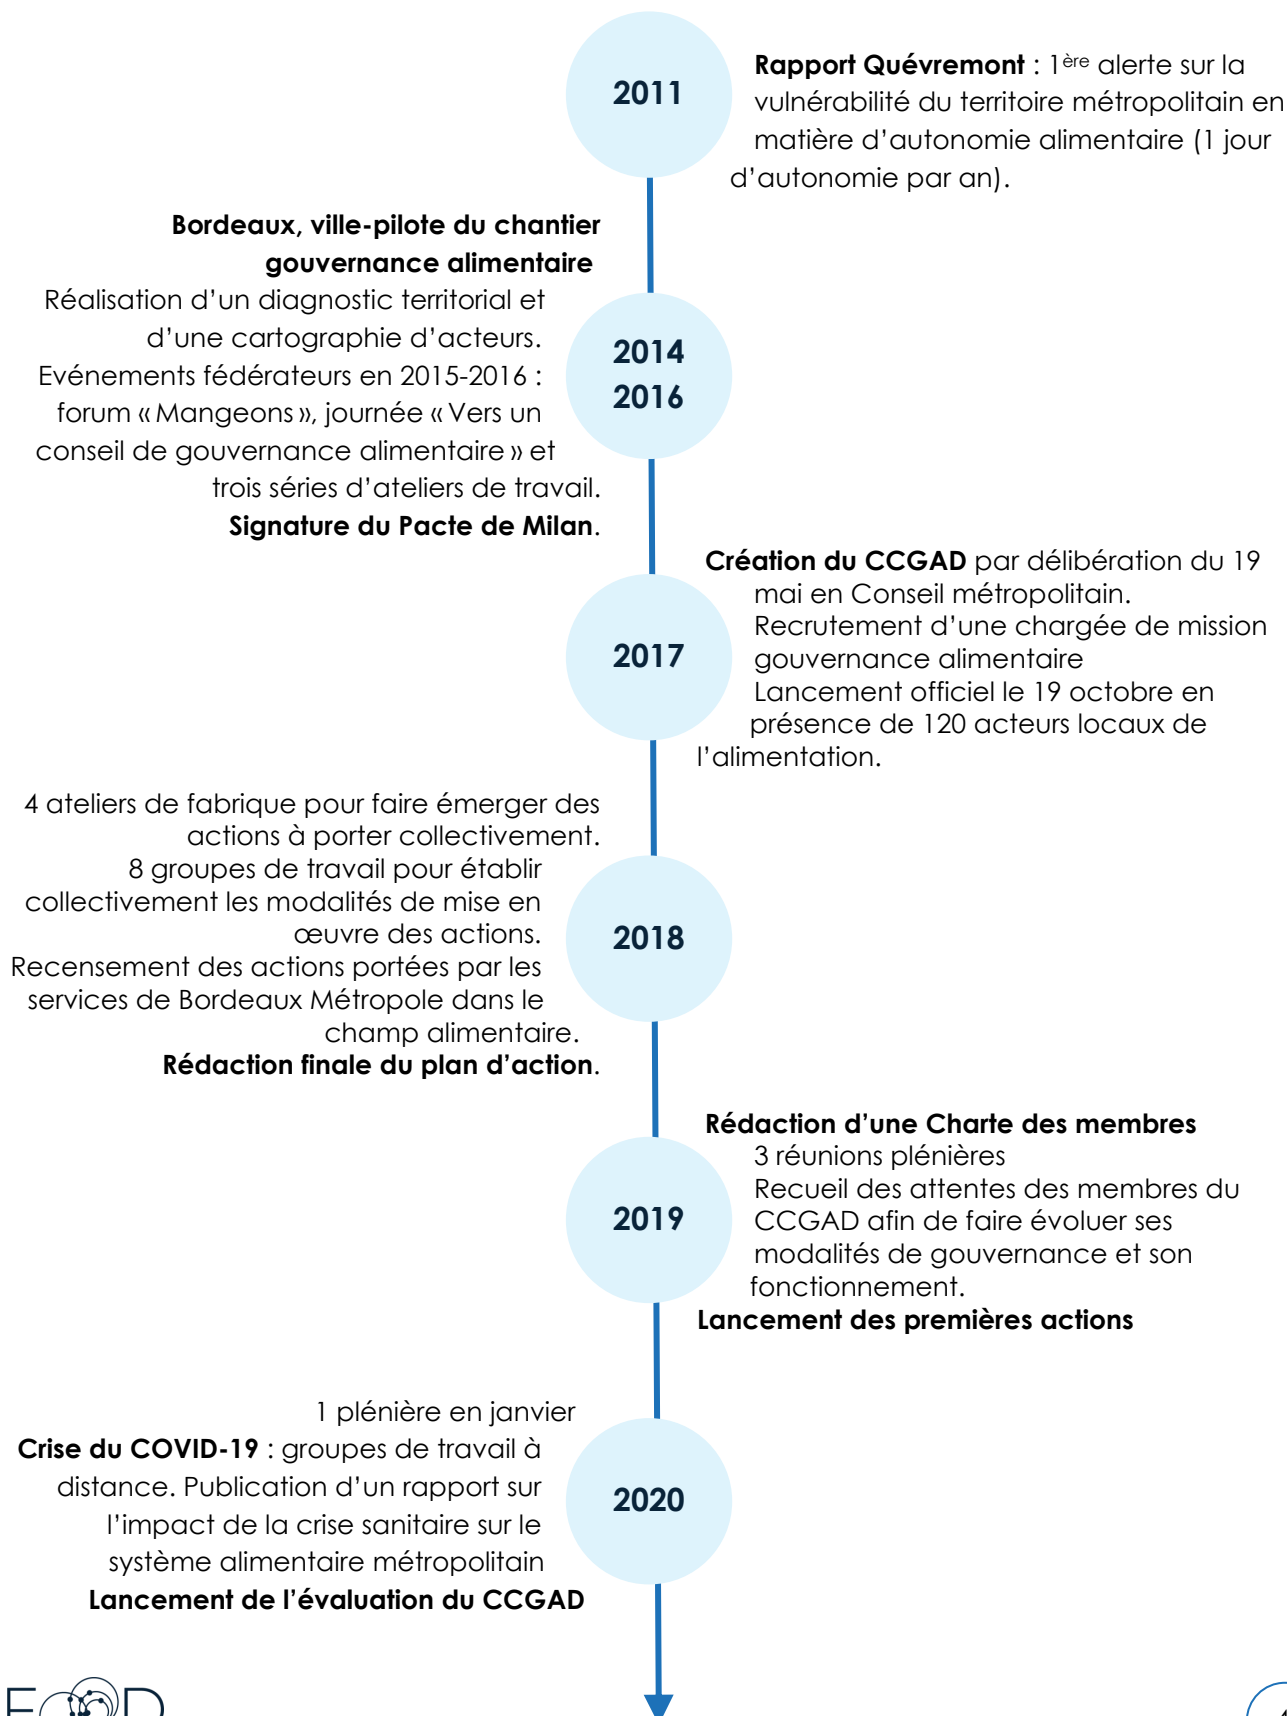 2011
Rapport Quévremont : 1ère alerte sur la
vulnérabilité du territoire métropolitain en
matière d’autonomie alimentaire (1 jour
d’autonomie par an).
Bordeaux, ville-pilote du chantier
gouvernance alimentaire
Réalisation d’un diagnostic territorial et
d’une cartographie d’acteurs.
Evénements fédérateurs en 2015-2016 :
forum « Mangeons », journée « Vers un
conseil de gouvernance alimentaire » et
trois séries d’ateliers de travail.
Signature du Pacte de Milan.
2014
2016
2017
Création du CCGAD par délibération du 19
mai en Conseil métropolitain.
Recrutement d’une chargée de mission
gouvernance alimentaire
Lancement officiel le 19 octobre en
présence de 120 acteurs locaux de
l’alimentation.
4 ateliers de fabrique pour faire émerger des
actions à porter collectivement.
8 groupes de travail pour établir
collectivement les modalités de mise en
œuvre des actions.
Recensement des actions portées par les
services de Bordeaux Métropole dans le
champ alimentaire.
Rédaction finale du plan d’action.
2018
2019
Rédaction d’une Charte des membres
3 réunions plénières
Recueil des attentes des membres du
CCGAD afin de faire évoluer ses
modalités de gouvernance et son
fonctionnement.
Lancement des premières actions
1 plénière en janvier
Crise du COVID-19 : groupes de travail à
distance. Publication d’un rapport sur
l’impact de la crise sanitaire sur le
système alimentaire métropolitain
Lancement de l’évaluation du CCGAD
2020
FOOD